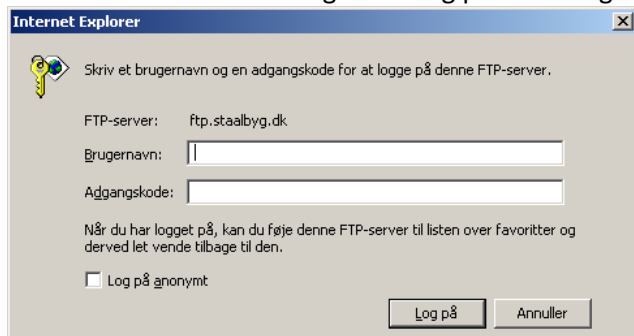 Internet Explorer
Skriv et brugernavn og en adgangskode for at logge på denne FTP-server.
FTP-server: ftp.staalbyg.dk
Brugernavn:
Adgangskode:
Når du har logget på, kan du føje denne FTP-server til listen over favoritter og
derved let vende tilbage til den.
Log på anonymt
Log på Annuller